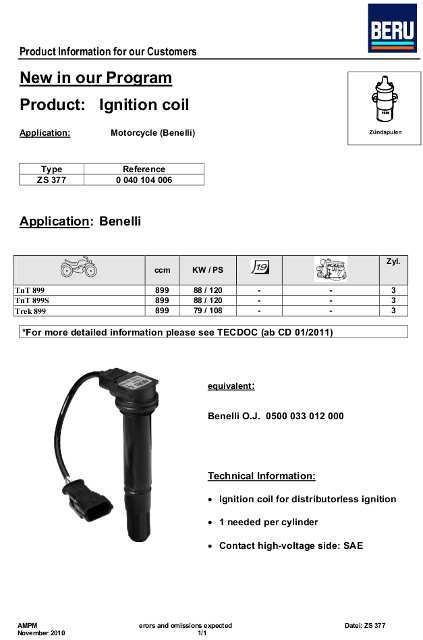 BERU
Product Information for our Customers
New in our Program
Product: Ignition coil
Zündspulen
Application: Motorcycle (Benelli)
Type Reference
ZS 377 0 040 104 006
Application: Benelli
ccm KW / PS 19 Zyl.
TnT 899 899 88 / 120 - - 3
TnT 899S 899 88 / 120 - - 3
Trek 899 899 79 / 108 - - 3
*For more detailed information please see TECDOC (ab CD 01/2011)
equivalent:
Benelli O.J. 0500 033 012 000
Technical Information:
• Ignition coil for distributorless ignition
• 1 needed per cylinder
• Contact high-voltage side: SAE
AMPM erors and omissions expected Datei: ZS 377
November 2010 1/1